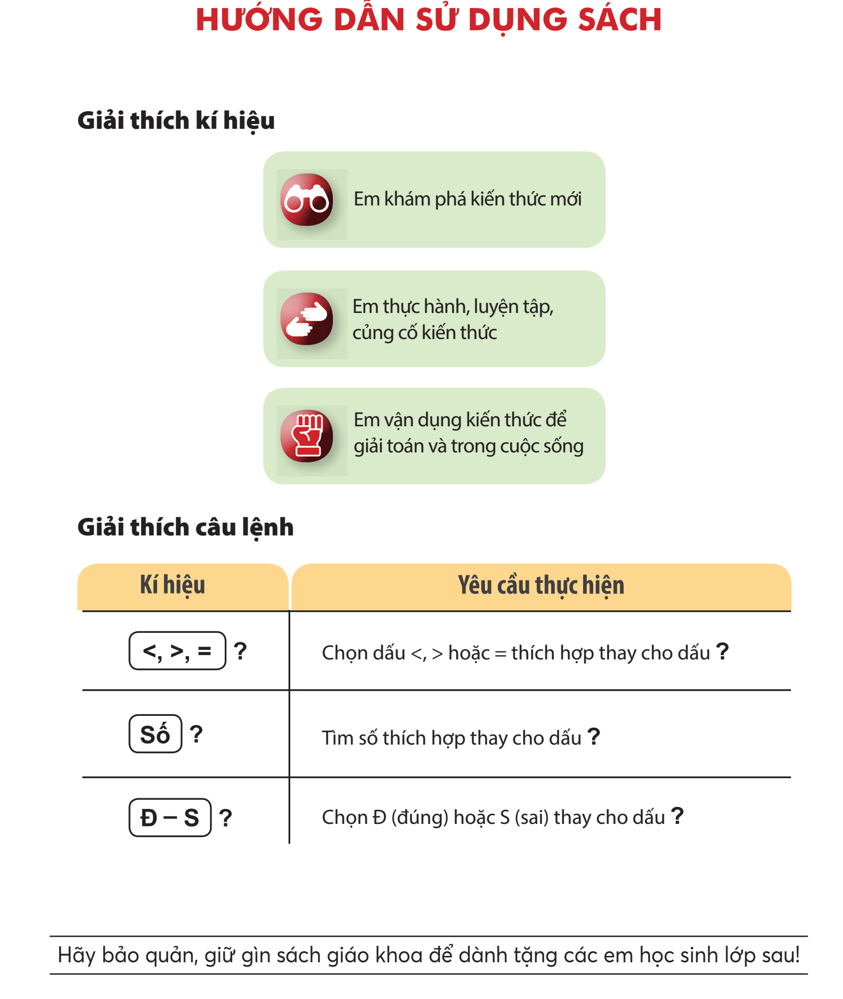 HƯỚNG DẪN SỬ DỤNG SÁCH
Giải thích kí hiệu
Em khám phá kiến thức mới
Em thực hành, luyện tập,
củng cố kiến thức
Em vận dụng kiến thức để
giải toán và trong cuộc sống
Giải thích câu lệnh
Kí hiệu
Yêu cầu thực hiện
<, >, = ?
Chọn dấu <, > hoặc = thích hợp thay cho dấu ?
Số ?
Tìm số thích hợp thay cho dấu ?
Đ – S ?
Chọn Đ (đúng) hoặc S (sai) thay cho dấu ?
Hãy bảo quản, giữ gìn sách giáo khoa để dành tặng các em học sinh lớp sau!